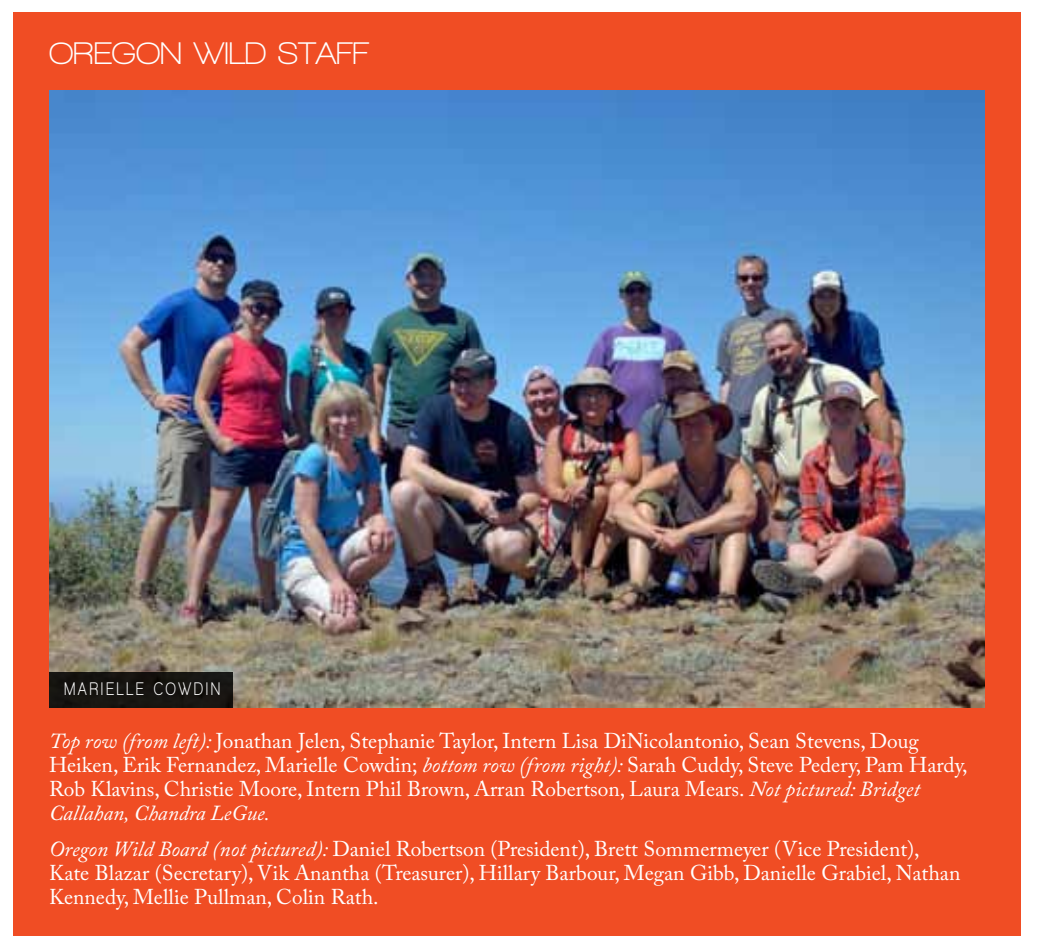 OREGON WILD STAFF
MARIELLE COWDIN
Top row (from left): Jonathan Jelen, Stephanie Taylor, Intern Lisa DiNicolantonio, Sean Stevens, Doug
Heiken, Erik Fernandez, Marielle Cowdin; bottom row (from right): Sarah Cuddy, Steve Pedery, Pam Hardy,
Rob Klavins, Christie Moore, Intern Phil Brown, Arran Robertson, Laura Mears. Not pictured: Bridget
Callahan, Chandra LeGue.
Oregon Wild Board (not pictured): Daniel Robertson (President), Brett Sommermeyer (Vice President),
Kate Blazar (Secretary), Vik Anantha (Treasurer), Hillary Barbour, Megan Gibb, Danielle Grabiel, Nathan
Kennedy, Mellie Pullman, Colin Rath.